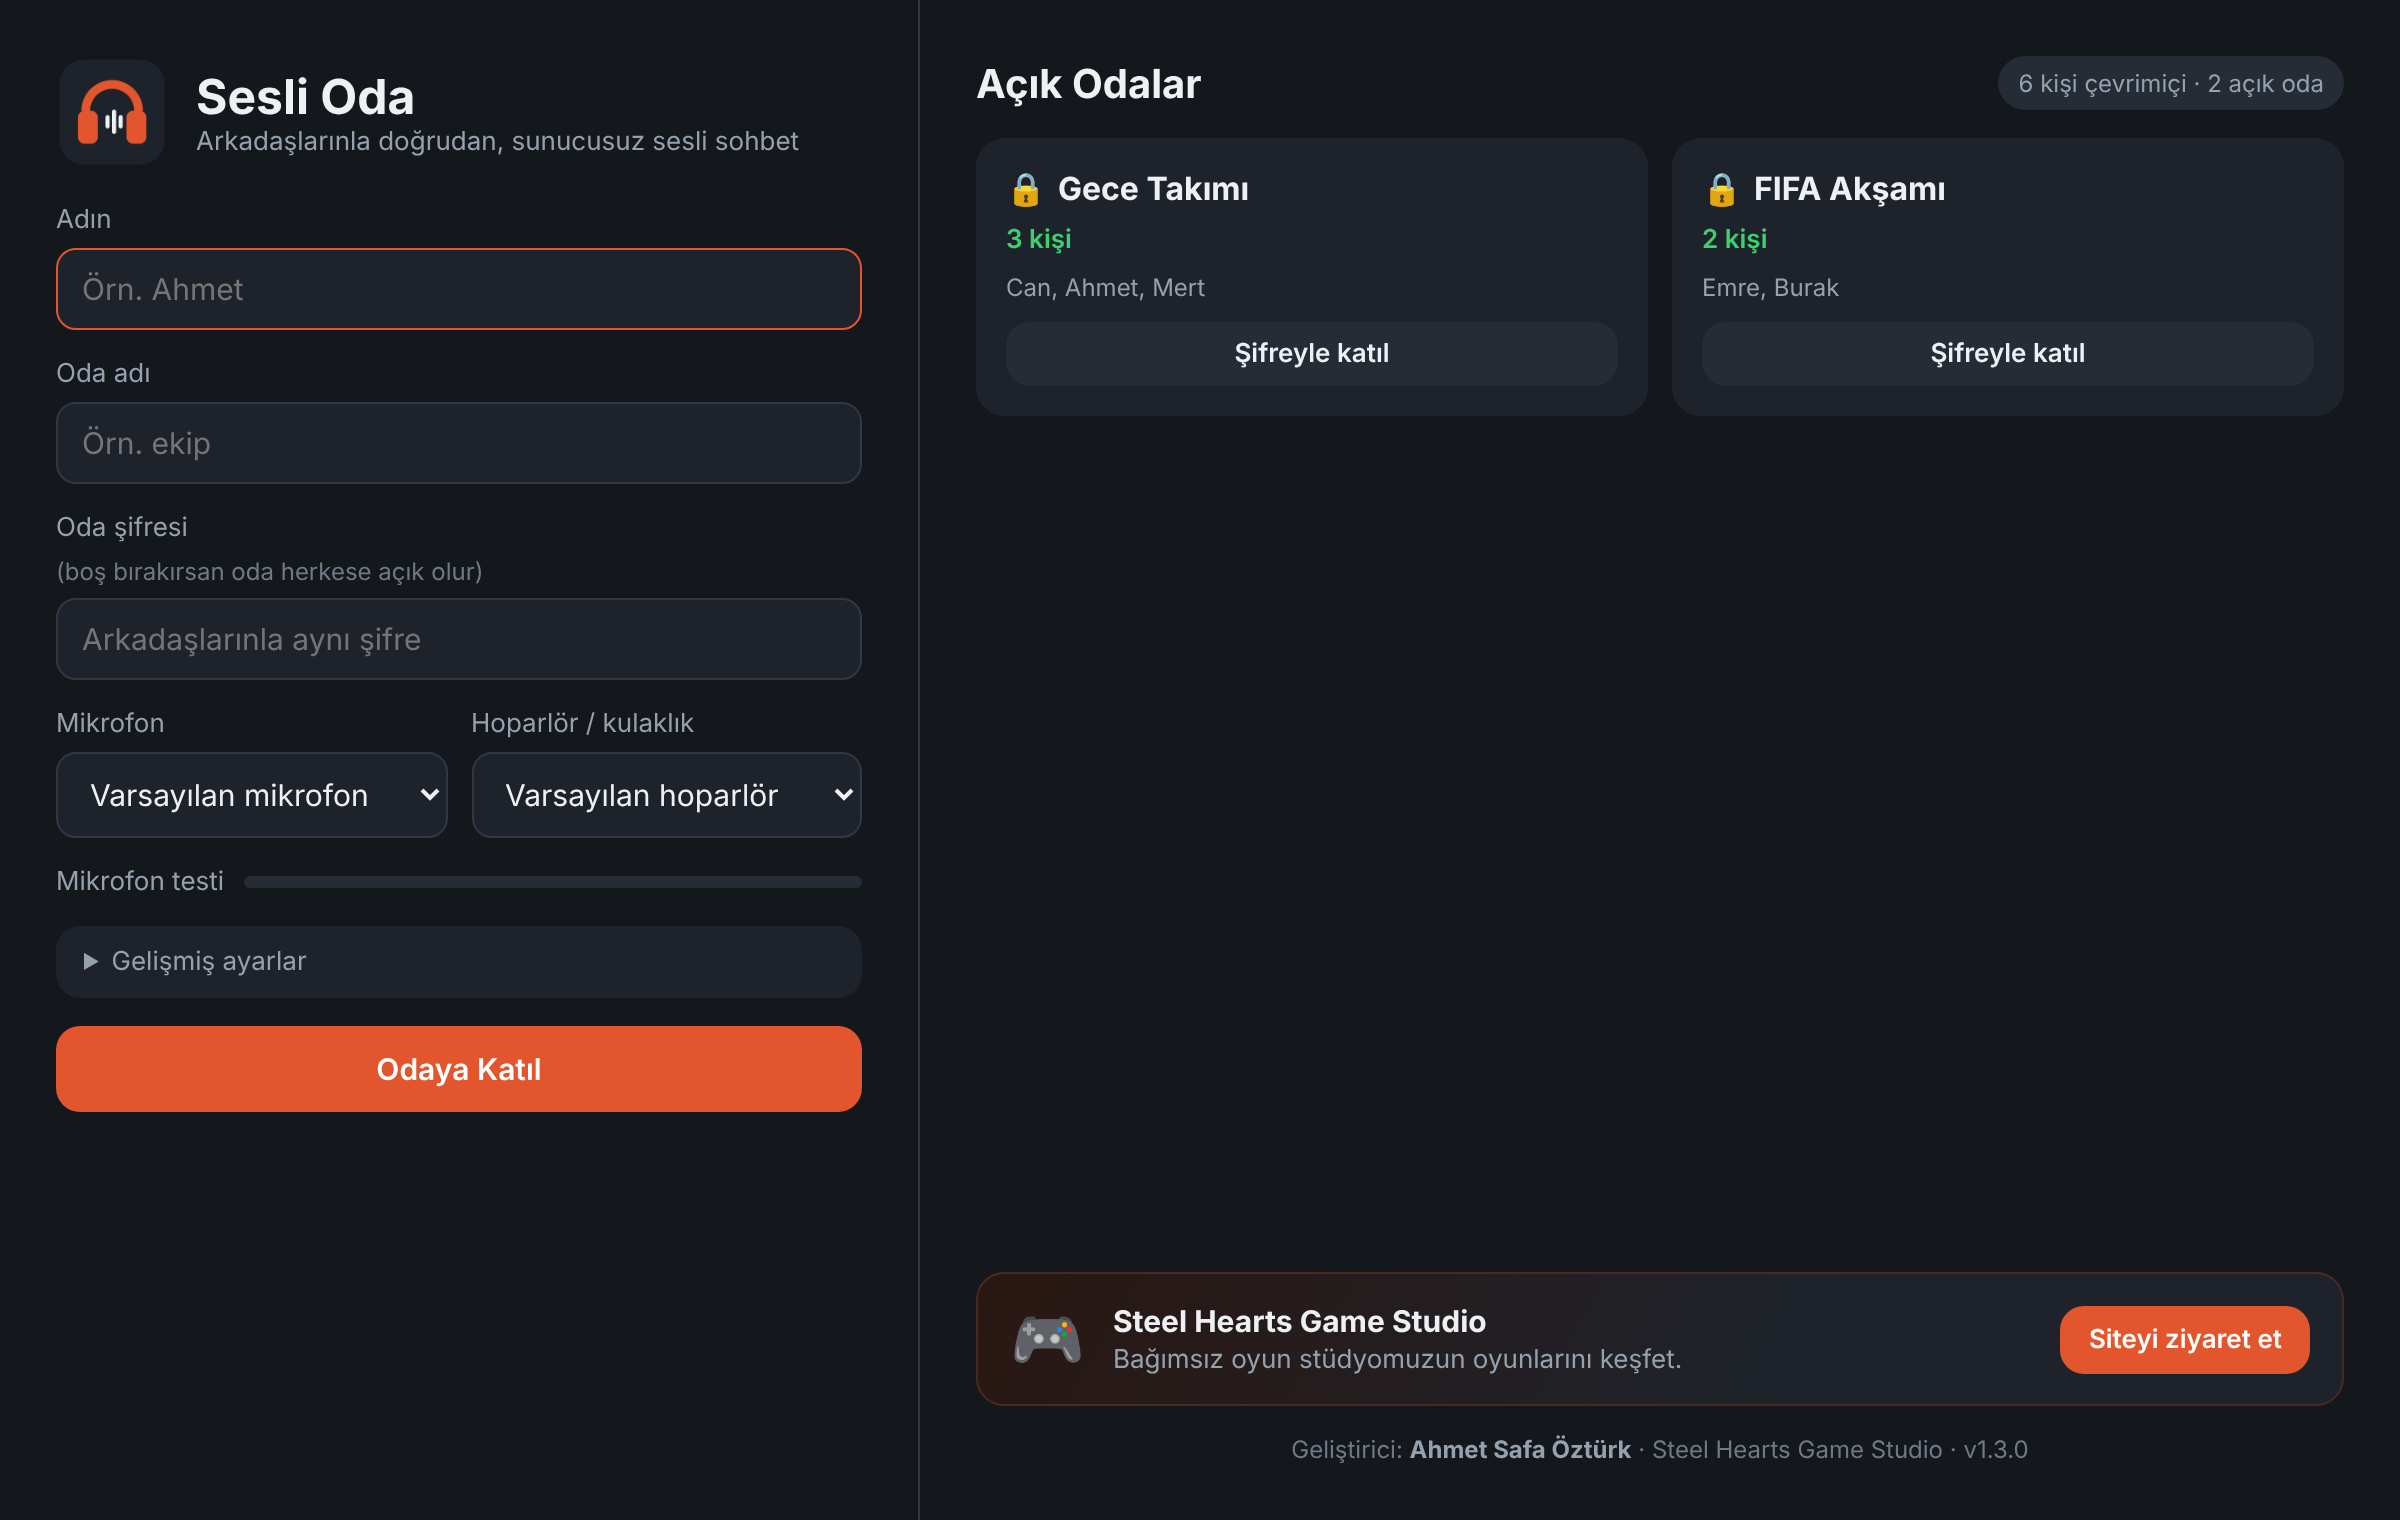 Sesli Oda
Arkadaşlarınla doğrudan, sunucusuz sesli sohbet
Adın
Örn. Ahmet
Oda adı
Örn. ekip
Oda şifresi
(boş bırakırsan oda herkese açık olur)
Arkadaşlarınla aynı şifre
Mikrofon
Hoparlör / kulaklık
Varsayılan mikrofon
Varsayılan hoparlör
Mikrofon testi
Gelişmiş ayarlar
Odaya Katıl
Açık Odalar
6 kişi çevrimiçi · 2 açık oda
Gece Takımı
3 kişi
Can, Ahmet, Mert
Şifreyle katıl
FIFA Akşamı
2 kişi
Emre, Burak
Şifreyle katıl
Steel Hearts Game Studio
Bağımsız oyun stüdyomuzun oyunlarını keşfet.
Siteyi ziyaret et
Geliştirici: Ahmet Safa Öztürk · Steel Hearts Game Studio · v1.3.0